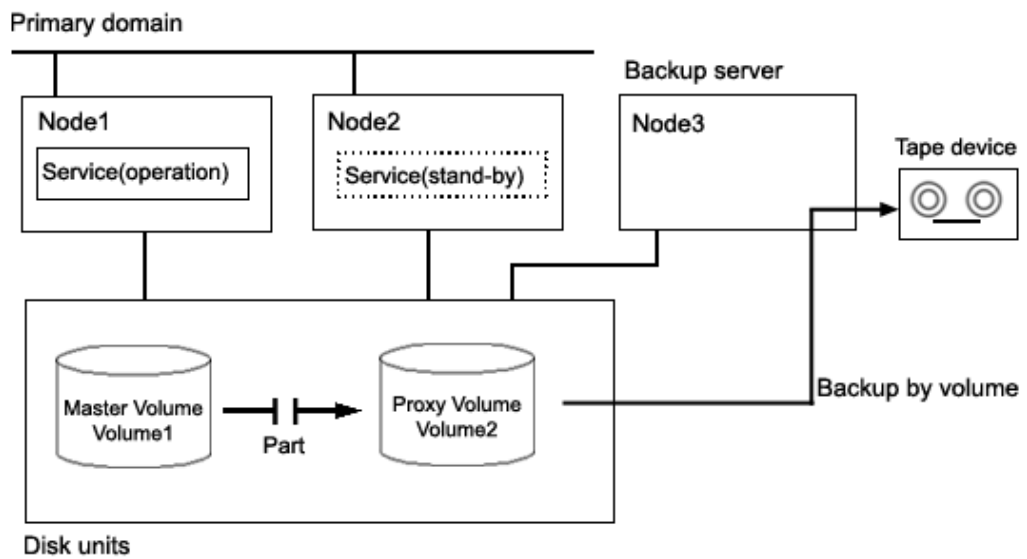 Primary domain
Backup server
Node1
Node2
Node3
Tape device
Service(operation)
Service(stand-by)
Master Volume
Volume1
Part
Proxy Volume
Volume2
Backup by volume
Disk units